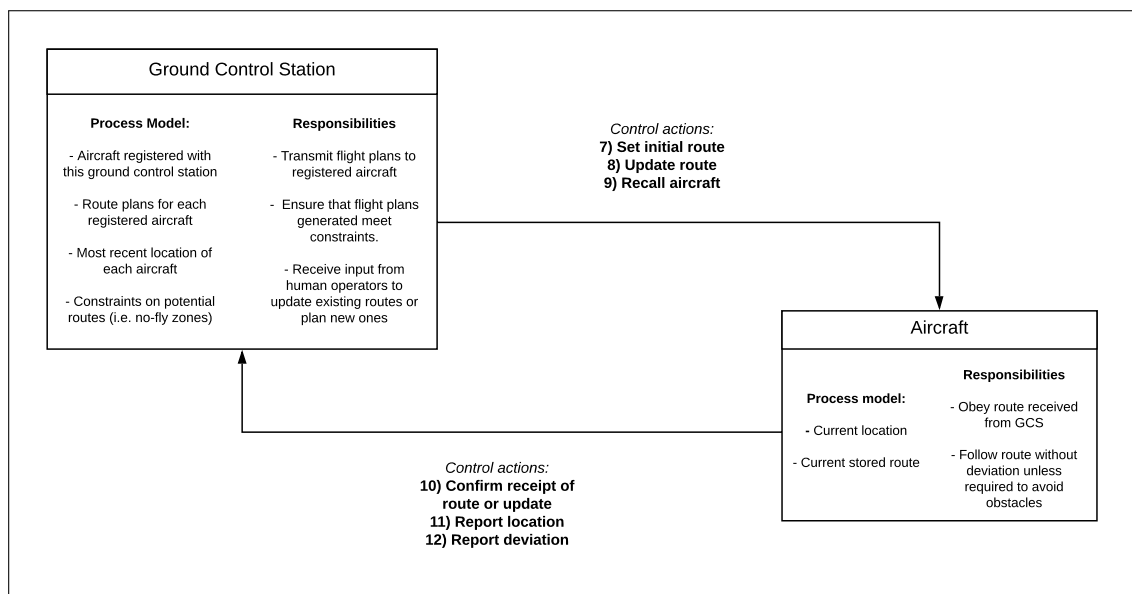 Ground Control Station
Process Model:
- Aircraft registered with
this ground control station
- Route plans for each
registered aircraft
- Most recent location of
each aircraft
- Constraints on potential
routes (i.e. no-fly zones)
Responsibilities
- Transmit flight plans to
registered aircraft
- Ensure that flight plans
generated meet
constraints.
- Receive input from
human operators to
update existing routes or
plan new ones
Control actions:
7) Set initial route
8) Update route
9) Recall aircraft
Aircraft
Process model:
- Current location
- Current stored route
Responsibilities
- Obey route received
from GCS
- Follow route without
deviation unless
required to avoid
obstacles
Control actions:
10) Confirm receipt of
route or update
11) Report location
12) Report deviation